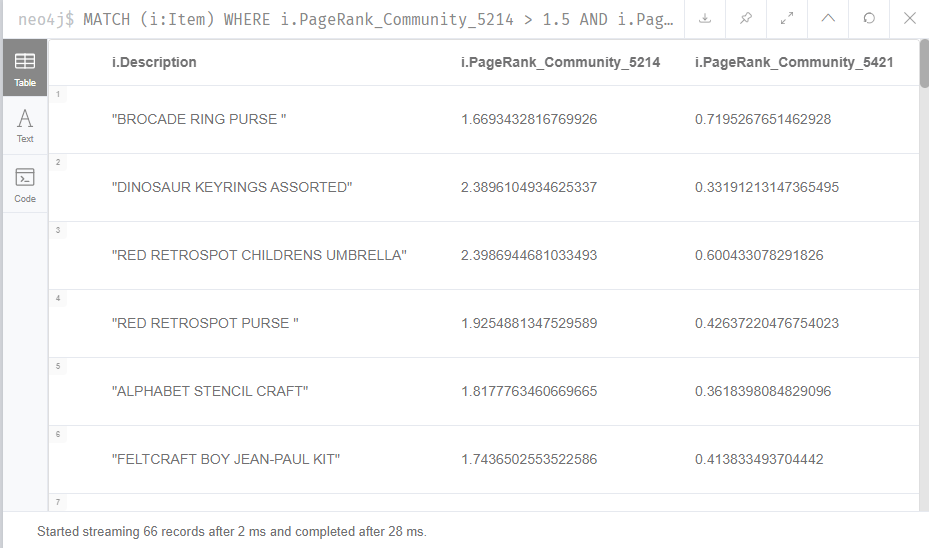 neo4j$ MATCH (i:Item) WHERE i.PageRank_Community_5214 > 1.5 AND i.Pag…
Table
Text
Code
i.Description i.PageRank_Community_5214 i.PageRank_Community_5421
1 "BROCADE RING PURSE " 1.6693432816769926 0.7195267651462928
2 "DINOSAUR KEYRINGS ASSORTED" 2.3896104934625337 0.33191213147365495
3 "RED RETROSPOT CHILDRENS UMBRELLA" 2.3986944681033493 0.600433078291826
4 "RED RETROSPOT PURSE " 1.9254881347529589 0.42637220476754023
5 "ALPHABET STENCIL CRAFT" 1.8177763460669665 0.3618398084829096
6 "FELTCRAFT BOY JEAN-PAUL KIT" 1.7436502553522586 0.413833493704442
7
Started streaming 66 records after 2 ms and completed after 28 ms.